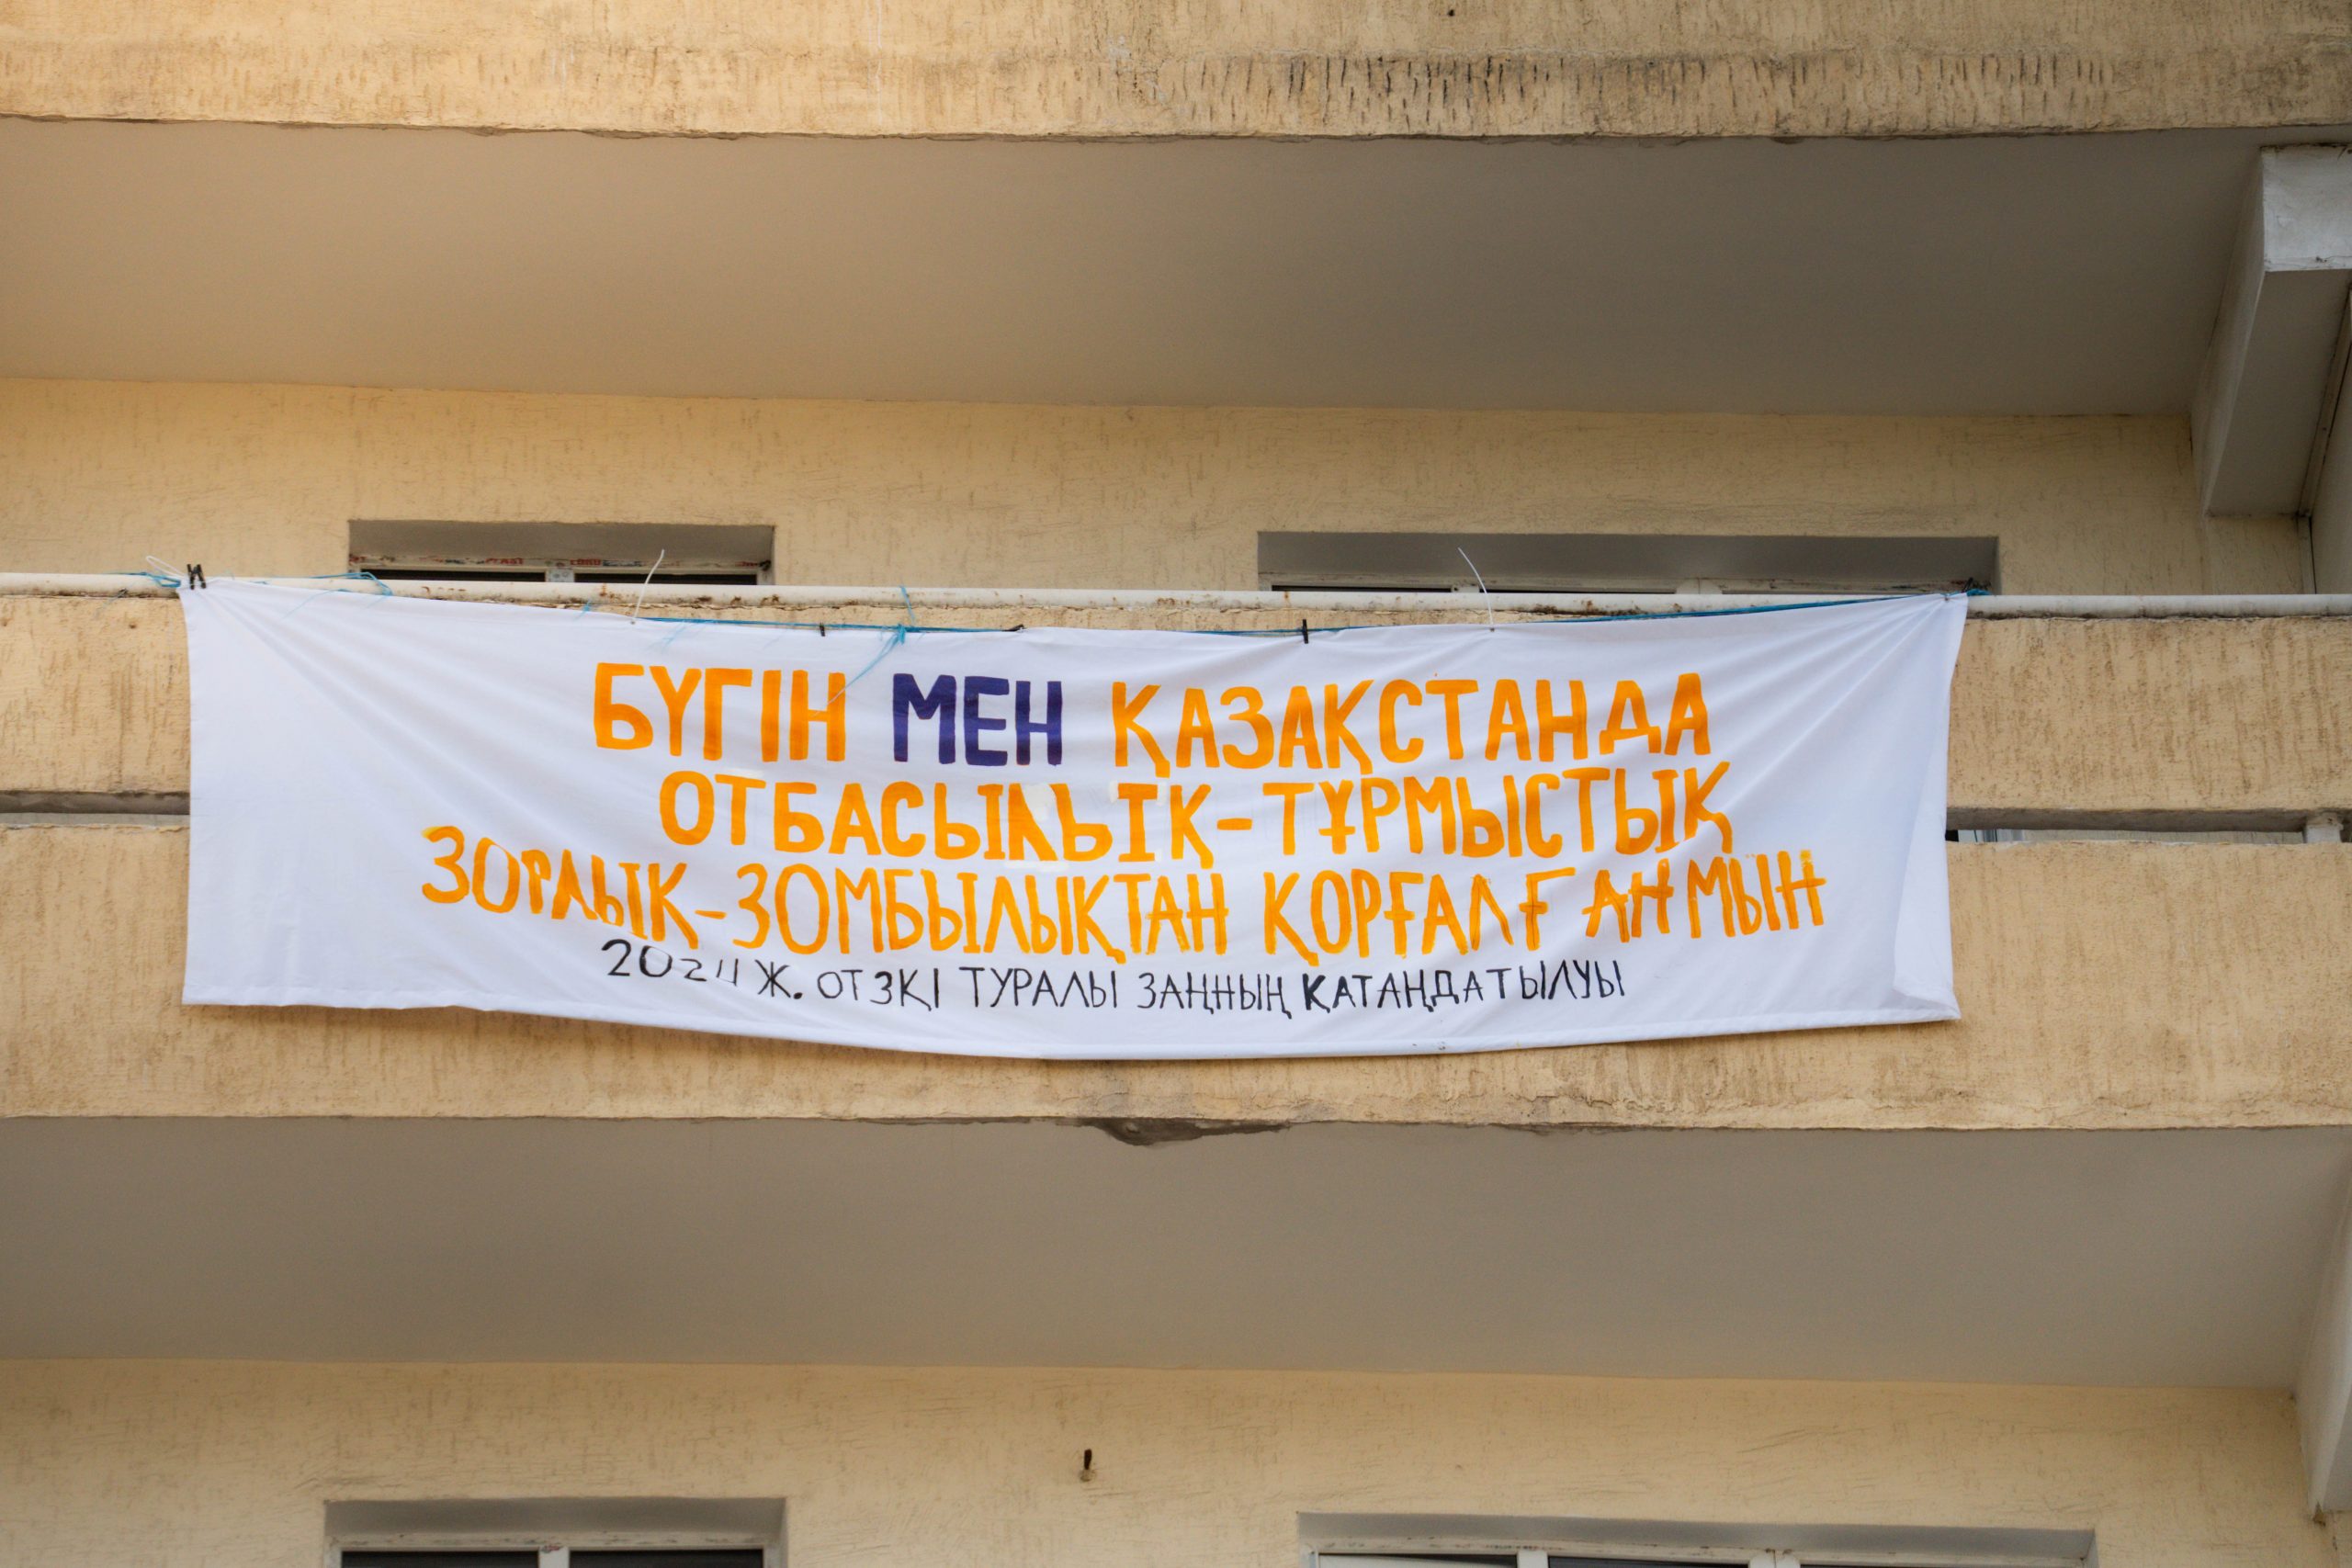 БҮГІН МЕН ҚАЗАҚСТАНДА
ОТБАСЫЛЫҚ-ТҰРМЫСТЫҚ
ЗОРЛЫҚ-ЗОМБЫЛЫҚТАН ҚОРҒАЛҒАНМЫН
2024 Ж. ОТЗҚІ ТУРАЛЫ ЗАҢНЫҢ ҚАТАҢДАТЫЛУЫ